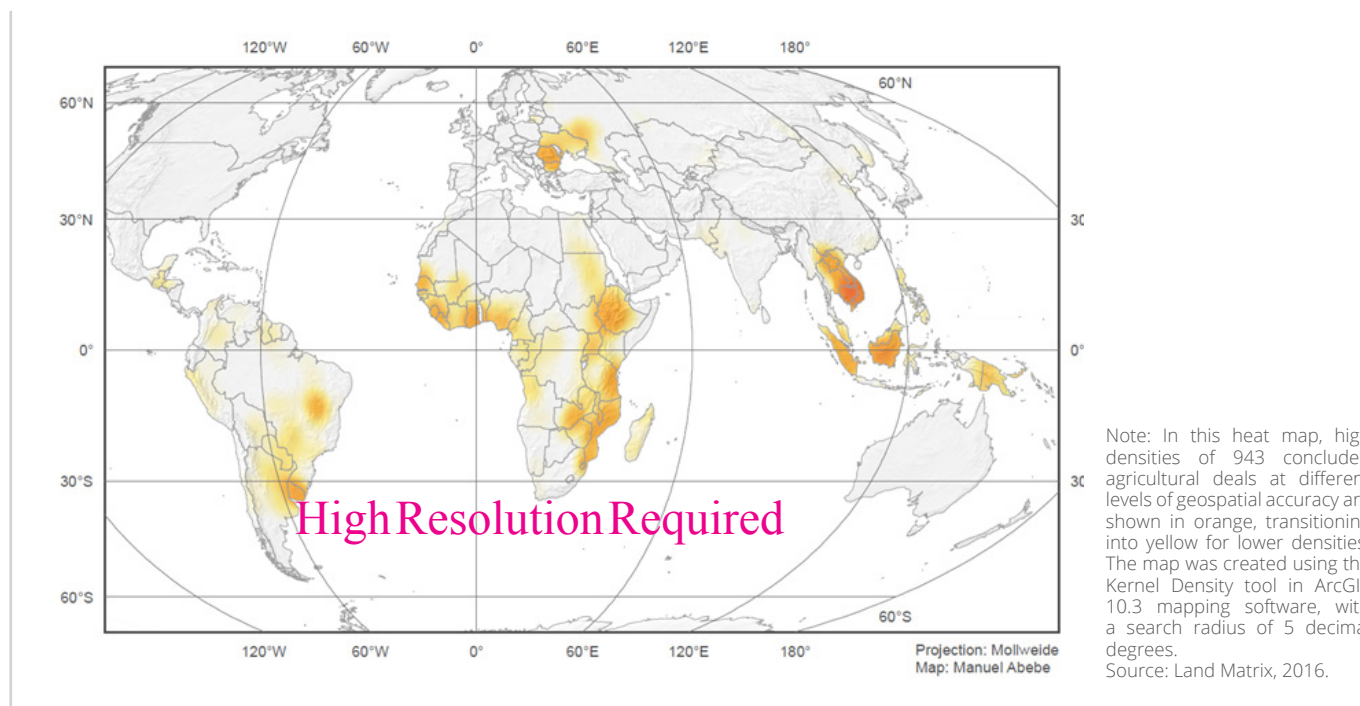 120°W 60°W 0° 60°E 120°E 180°
60°N
60°N
30°N
30
0°
0°
30°S
30
High Resolution Required
60°S
60°S
120°W 60°W 0° 60°E 120°E 180°
Projection: Mollweide
Map: Manuel Abebe
Note: In this heat map, hig
densities of 943 conclude
agricultural deals at differen
levels of geospatial accuracy ar
shown in orange, transitionin
into yellow for lower densities
The map was created using th
Kernel Density tool in ArcGI
10.3 mapping software, wit
a search radius of 5 decima
degrees.
Source: Land Matrix, 2016.